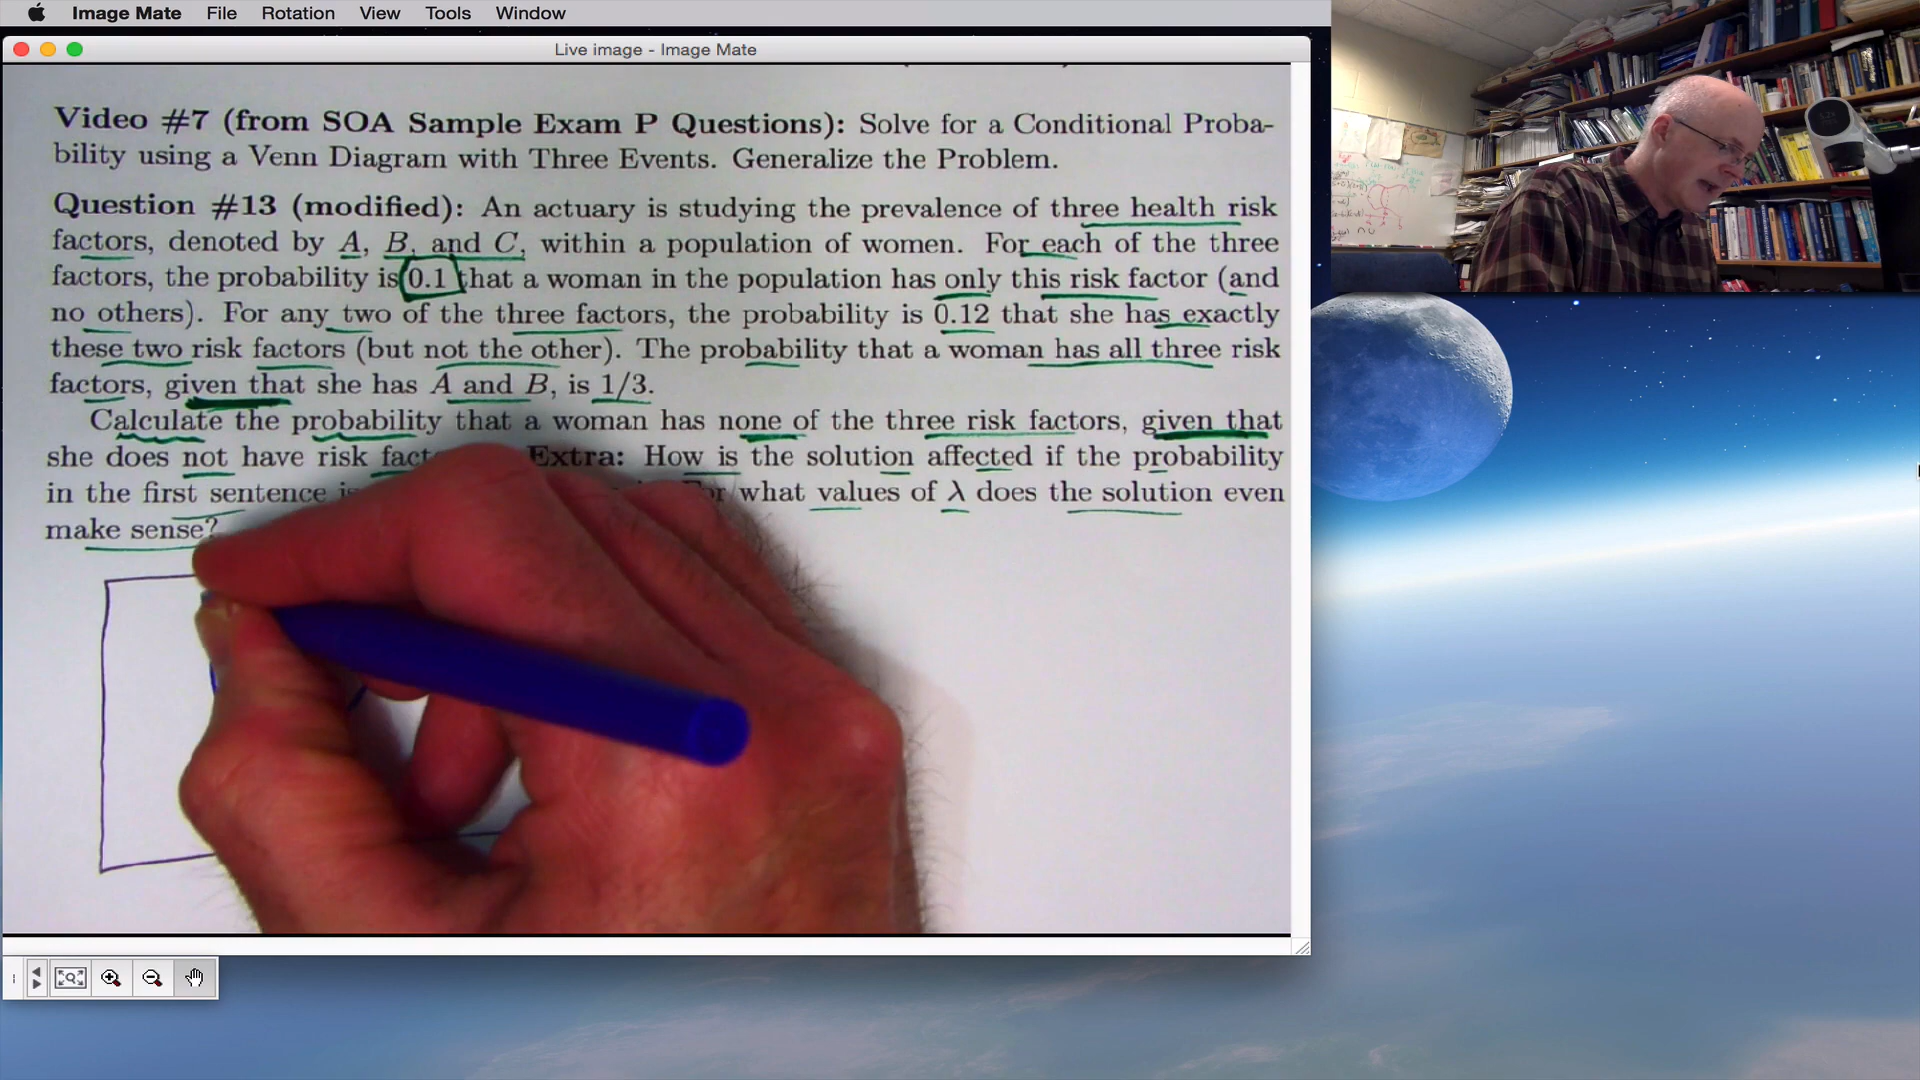 Image Mate File Rotation View Tools Window
Live image - Image Mate
Video #7 (from SOA Sample Exam P Questions): Solve for a Conditional Proba-
bility using a Venn Diagram with Three Events. Generalize the Problem.
Question #13 (modified): An actuary is studying the prevalence of three health risk
factors, denoted by A, B, and C, within a population of women. For each of the three
factors, the probability is 0.1 that a woman in the population has only this risk factor (and
no others). For any two of the three factors, the probability is 0.12 that she has exactly
these two risk factors (but not the other). The probability that a woman has all three risk
factors, given that she has A and B, is 1/3.
Calculate the probability that a woman has none of the three risk factors, given that
she does not have risk Extra: How is the solution affected if the probability
in the first sentence what values of λ does the solution even
make sense?